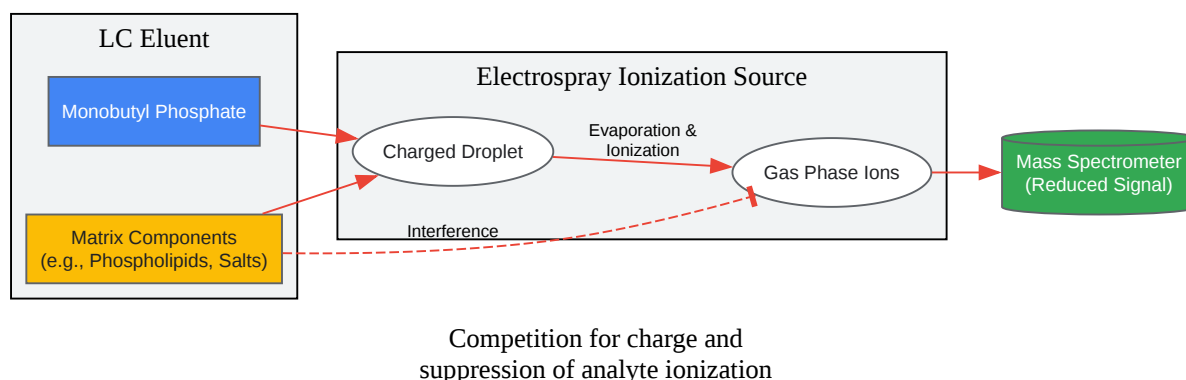 LC Eluent
Monobutyl Phosphate
Matrix Components
(e.g., Phospholipids, Salts)
Electrospray Ionization Source
Charged Droplet
Evaporation &
Ionization
Gas Phase Ions
Interference
Mass Spectrometer
(Reduced Signal)
Competition for charge and
suppression of analyte ionization